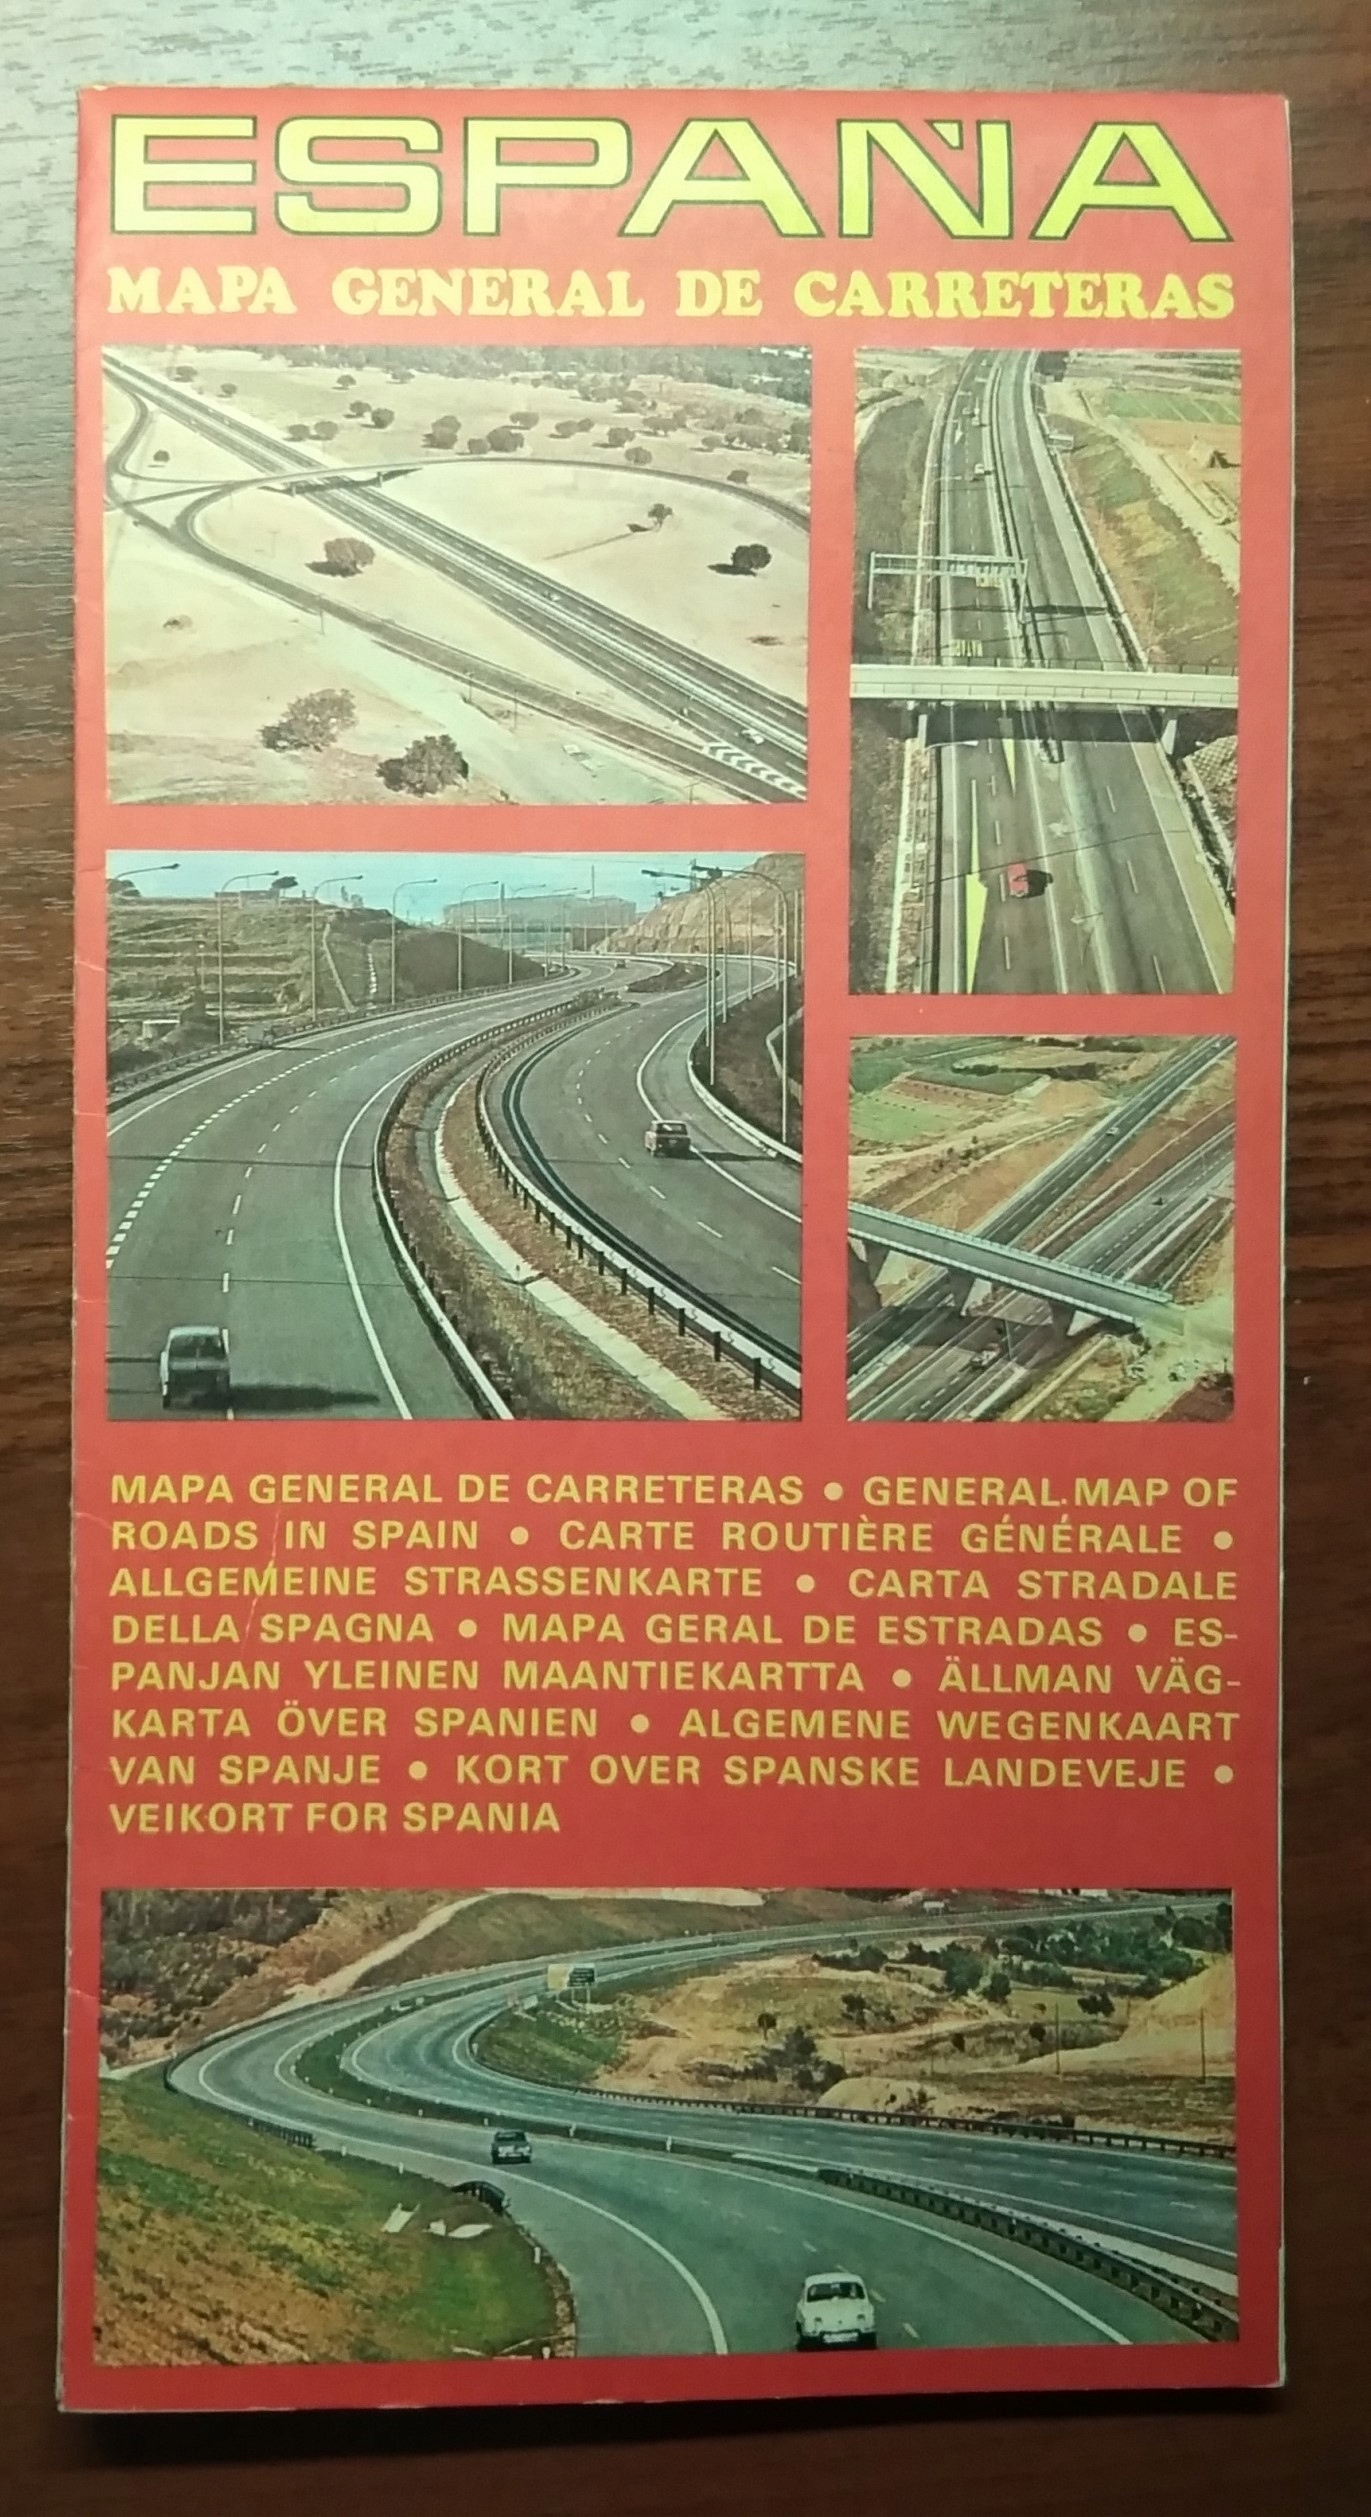 ESPAÑA
MAPA GENERAL DE CARRETERAS
MAPA GENERAL DE CARRETERAS • GENERAL MAP OF
ROADS IN SPAIN • CARTE ROUTIÈRE GÉNÉRALE •
ALLGEMEINE STRASSENKARTE • CARTA STRADALE
DELLA SPAGNA • MAPA GERAL DE ESTRADAS • ES-
PANJAN YLEINEN MAANTIEKARTTA • ÄLLMAN VÄG-
KARTA ÖVER SPANIEN • ALGEMENE WEGENKAART
VAN SPANJE • KORT OVER SPANSKE LANDEVEJE •
VEIKORT FOR SPANIA